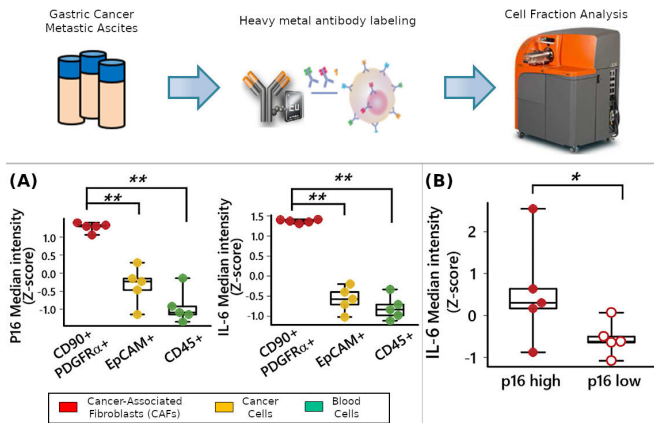 Gastric Cancer
Metastic Ascites
Heavy metal antibody labeling
Cell Fraction Analysis
Eu
(A)
**
**
P16 Median intensity
(Z-score)
1.5
1.0
0.5
0.0
-0.5
-1.0
CD90+
PDGFRα+
EpCAM+
CD45+
**
**
IL-6 Median intensity
(Z-score)
1.5
1.0
0.5
0.0
-0.5
-1.0
CD90+
PDGFRα+
EpCAM+
CD45+
(B)
*
IL-6 Median intensity
(Z-score)
2
1
0
-1
p16 high
p16 low
Cancer-Associated
Fibroblasts (CAFs)
Cancer
Cells
Blood
Cells